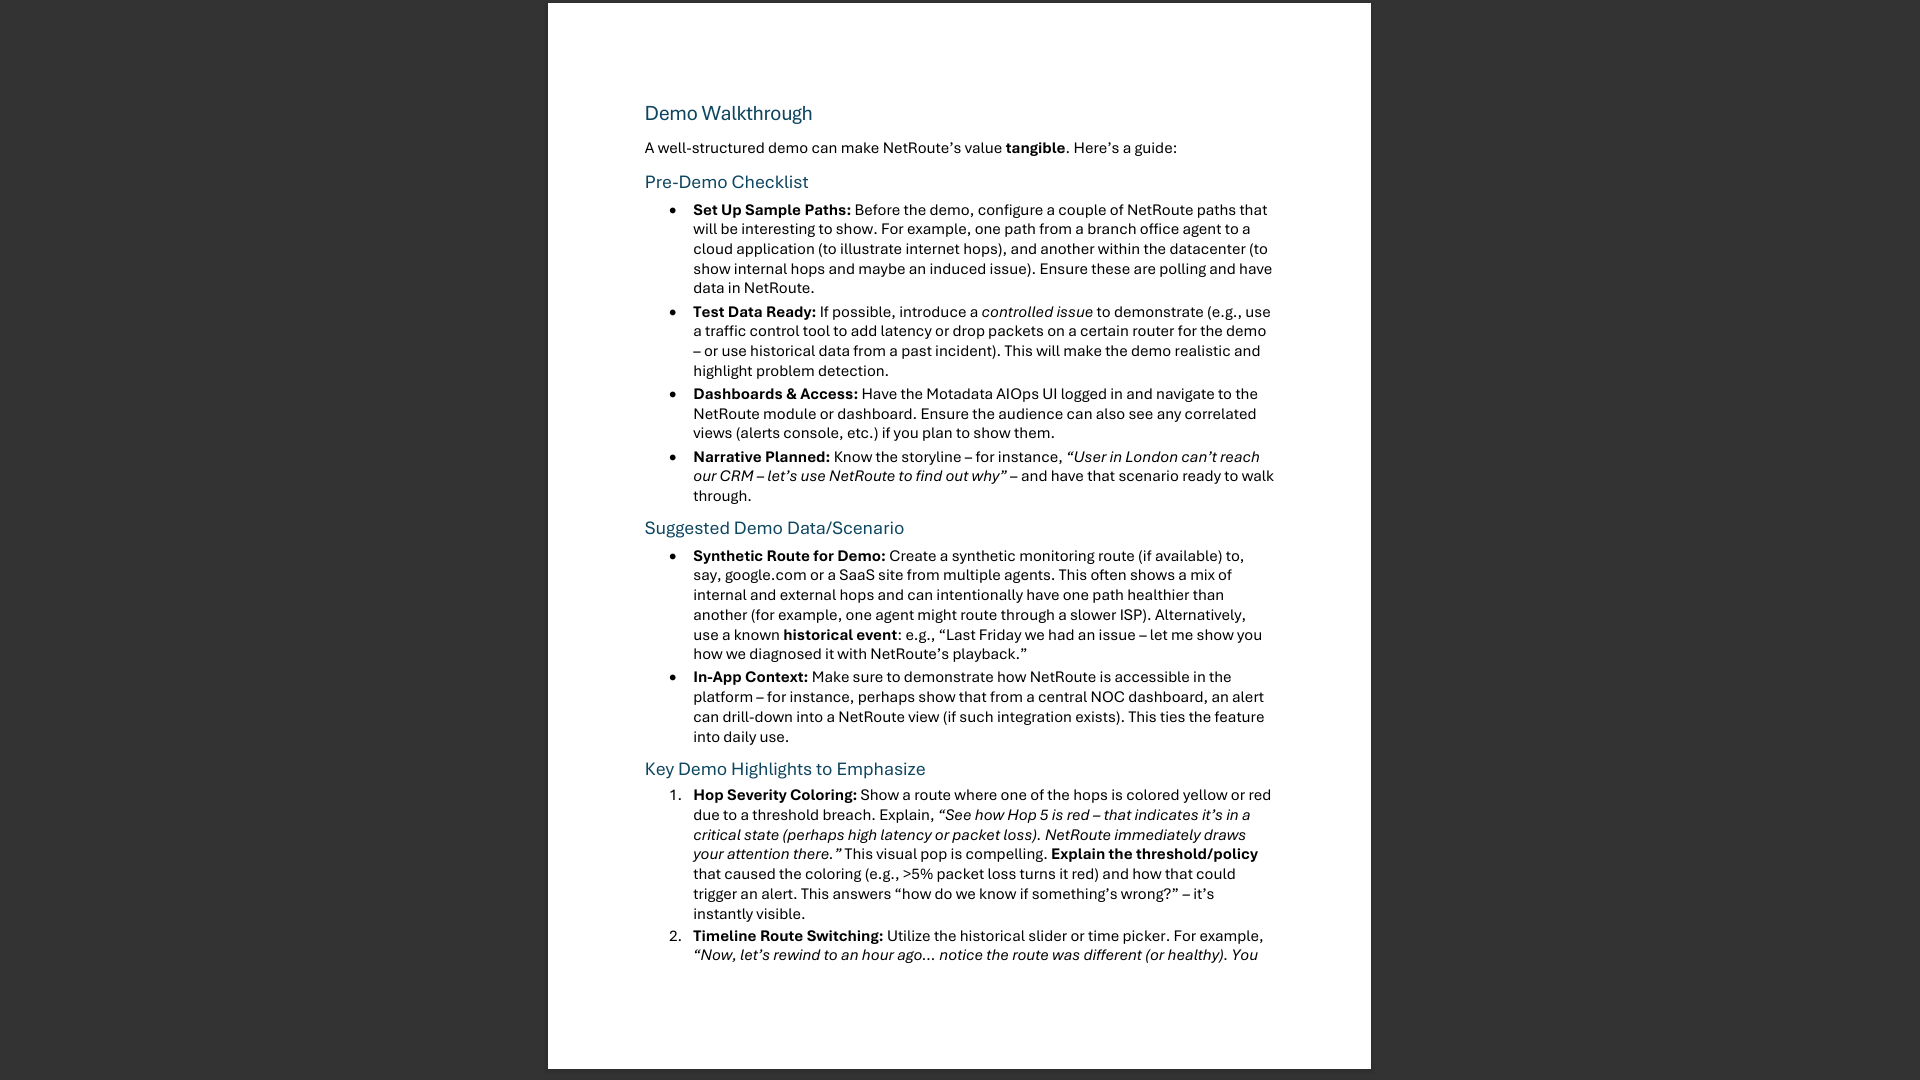 Demo Walkthrough
A well-structured demo can make NetRoute’s value tangible. Here’s a guide:
Pre-Demo Checklist
• Set Up Sample Paths: Before the demo, configure a couple of NetRoute paths that
will be interesting to show. For example, one path from a branch office agent to a
cloud application (to illustrate internet hops), and another within the datacenter (to
show internal hops and maybe an induced issue). Ensure these are polling and have
data in NetRoute.
• Test Data Ready: If possible, introduce a controlled issue to demonstrate (e.g., use
a traffic control tool to add latency or drop packets on a certain router for the demo
– or use historical data from a past incident). This will make the demo realistic and
highlight problem detection.
• Dashboards & Access: Have the Motadata AIOps UI logged in and navigate to the
NetRoute module or dashboard. Ensure the audience can also see any correlated
views (alerts console, etc.) if you plan to show them.
• Narrative Planned: Know the storyline – for instance, “User in London can’t reach
our CRM – let’s use NetRoute to find out why” – and have that scenario ready to walk
through.
Suggested Demo Data/Scenario
• Synthetic Route for Demo: Create a synthetic monitoring route (if available) to,
say, google.com or a SaaS site from multiple agents. This often shows a mix of
internal and external hops and can intentionally have one path healthier than
another (for example, one agent might route through a slower ISP). Alternatively,
use a known historical event: e.g., “Last Friday we had an issue – let me show you
how we diagnosed it with NetRoute’s playback.”
• In-App Context: Make sure to demonstrate how NetRoute is accessible in the
platform – for instance, perhaps show that from a central NOC dashboard, an alert
can drill-down into a NetRoute view (if such integration exists). This ties the feature
into daily use.
Key Demo Highlights to Emphasize
1. Hop Severity Coloring: Show a route where one of the hops is colored yellow or red
due to a threshold breach. Explain, “See how Hop 5 is red – that indicates it’s in a
critical state (perhaps high latency or packet loss). NetRoute immediately draws
your attention there.” This visual pop is compelling. Explain the threshold/policy
that caused the coloring (e.g., >5% packet loss turns it red) and how that could
trigger an alert. This answers “how do we know if something’s wrong?” – it’s
instantly visible.
2. Timeline Route Switching: Utilize the historical slider or time picker. For example,
“Now, let’s rewind to an hour ago… notice the route was different (or healthy). You